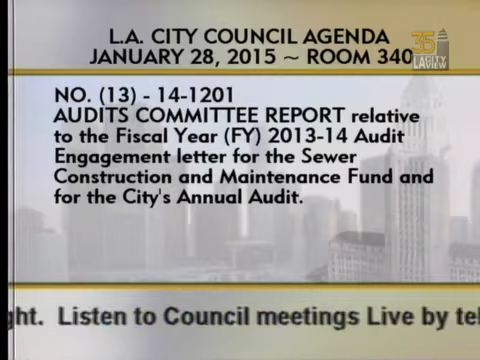 L.A. CITY COUNCIL AGENDA
JANUARY 28, 2015 ~ ROOM 340
35
LA CITY
VIEW
NO. (13) - 14-1201
AUDITS COMMITTEE REPORT relative
to the Fiscal Year (FY) 2013-14 Audit
Engagement letter for the Sewer
Construction and Maintenance Fund and
for the City's Annual Audit.
ght. Listen to Council meetings Live by tel